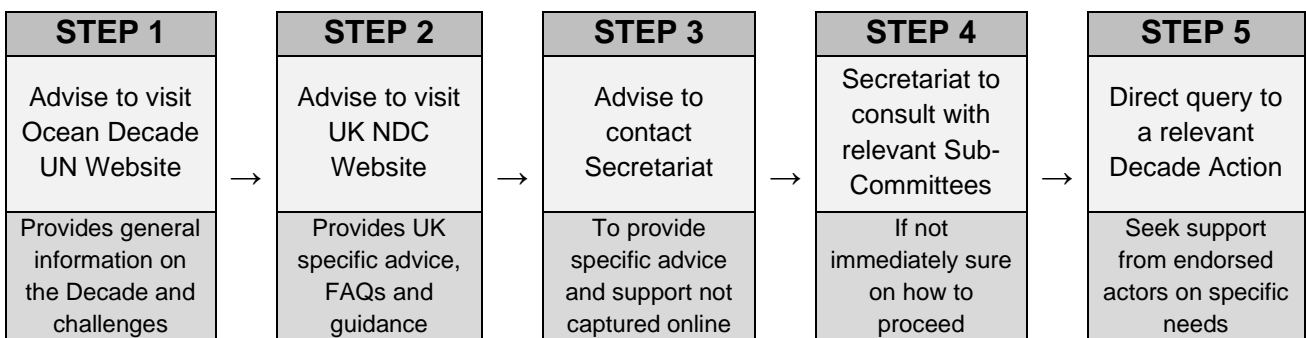 STEP 1
Advise to visit
Ocean Decade
UN Website
Provides general
information on
the Decade and
challenges
→
STEP 2
Advise to visit
UK NDC
Website
Provides UK
specific advice,
FAQs and
guidance
→
STEP 3
Advise to
contact
Secretariat
To provide
specific advice
and support not
captured online
→
STEP 4
Secretariat to
consult with
relevant Sub-
Committees
If not
immediately sure
on how to
proceed
→
STEP 5
Direct query to
a relevant
Decade Action
Seek support
from endorsed
actors on specific
needs